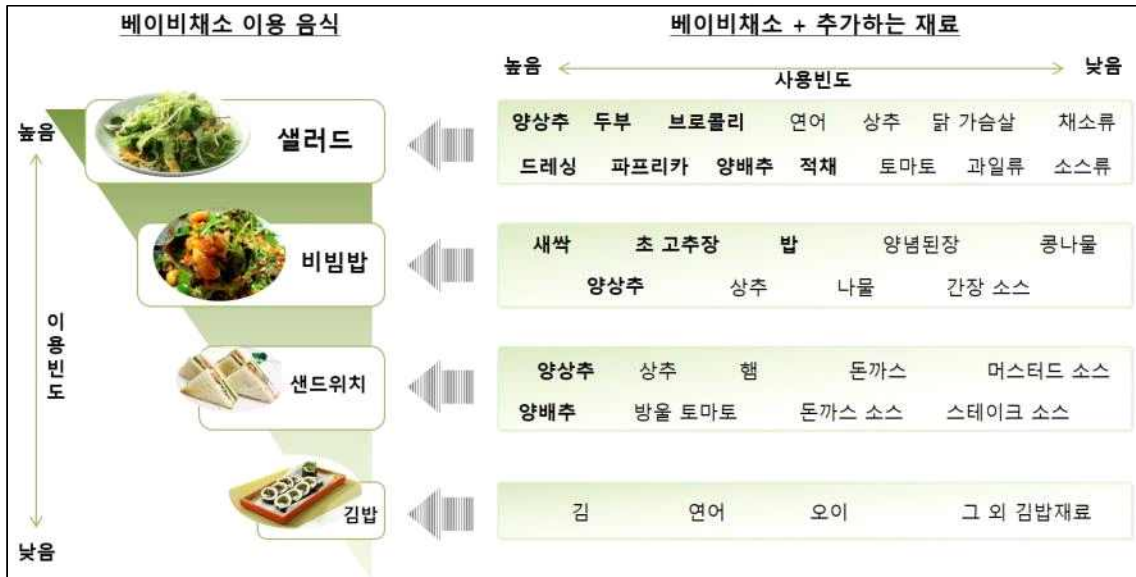 베이비채소 이용 음식
베이비채소 + 추가하는 재료
높음
낮음
사용빈도
높음
이용빈도
낮음
샐러드
양상추 두부 브로콜리 연어 상추 닭 가슴살 채소류
드레싱 파프리카 양배추 적채 토마토 과일류 소스류
비빔밥
새싹 초 고추장 밥 양념된장 콩나물
양상추 상추 나물 간장 소스
샌드위치
양상추 상추 햄 돈까스 머스터드 소스
양배추 방울 토마토 돈까스 소스 스테이크 소스
김밥
김 연어 오이 그 외 김밥재료